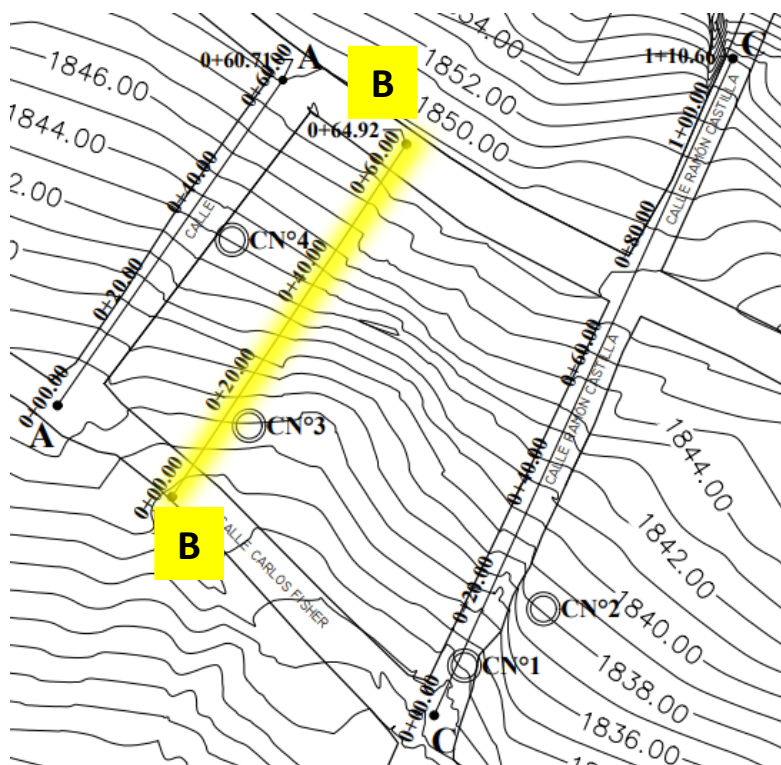 1854.00
1+10.66
C
0+60.71
A
0+60.00
1846.00
B
1852.00
1850.00
1+00.00
CALLE RAMÓN CASTILLA
0+64.92
0+60.00
1844.00
0+40.00
CALLE
CN°4
0+80.00
0+40.00
0+20.00
0+60.00
CALLE RAMÓN CASTILLA
0+00.00
A
0+20.00
CN°3
1844.00
0+40.00
0+00.00
B
CALLE CARLOS FISHER
1842.00
0+20.00
CN°2
1840.00
CN°1
1838.00
0+00.00
C
1836.00